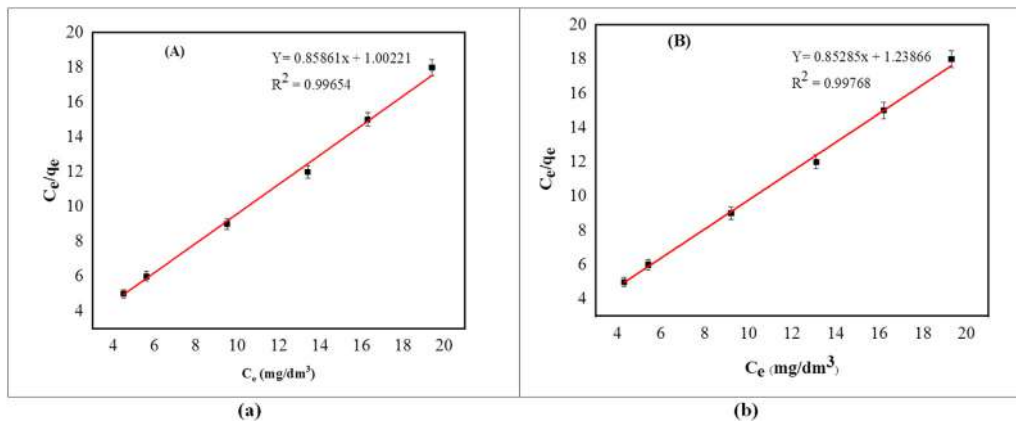 (A)
Y= 0.85861x + 1.00221
R² = 0.99654
20
18
16
14
12
10
8
6
4
Cₑ/qₑ
4 6 8 10 12 14 16 18 20
Cₑ (mg/dm³)
(a)
(B)
Y= 0.85285x + 1.23866
R² = 0.99768
20
18
16
14
12
10
8
6
4
Cₑ/qₑ
4 6 8 10 12 14 16 18 20
Cₑ (mg/dm³)
(b)